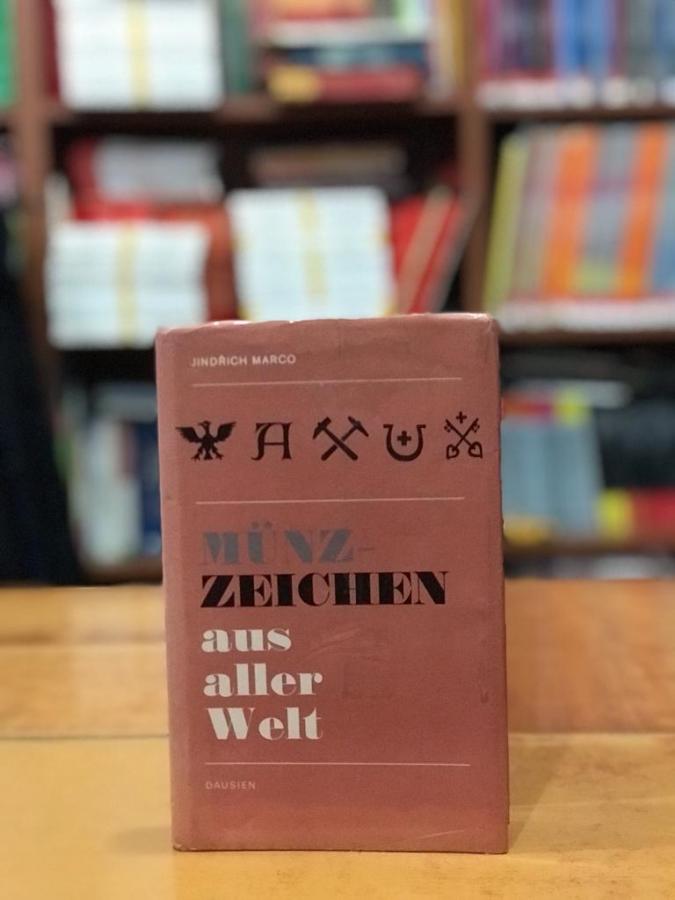 JINDŘICH MARCO
A
MÜNZ-
ZEICHEN
aus
aller
Welt
DAUSIEN